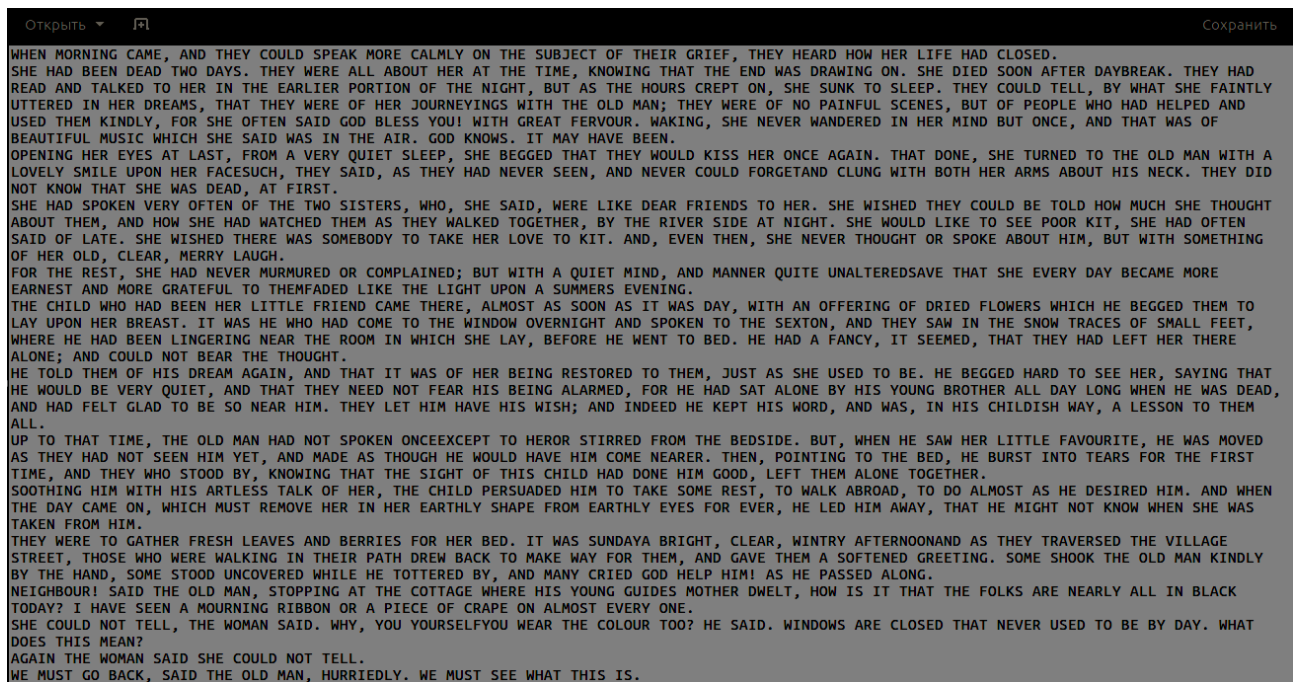 Открыть
Сохранить
WHEN MORNING CAME, AND THEY COULD SPEAK MORE CALMLY ON THE SUBJECT OF THEIR GRIEF, THEY HEARD HOW HER LIFE HAD CLOSED.
SHE HAD BEEN DEAD TWO DAYS. THEY WERE ALL ABOUT HER AT THE TIME, KNOWING THAT THE END WAS DRAWING ON. SHE DIED SOON AFTER DAYBREAK. THEY HAD
READ AND TALKED TO HER IN THE EARLIER PORTION OF THE NIGHT, BUT AS THE HOURS CREPT ON, SHE SUNK TO SLEEP. THEY COULD TELL, BY WHAT SHE FAINTLY
UTTERED IN HER DREAMS, THAT THEY WERE OF HER JOURNEYINGS WITH THE OLD MAN; THEY WERE OF NO PAINFUL SCENES, BUT OF PEOPLE WHO HAD HELPED AND
USED THEM KINDLY, FOR SHE OFTEN SAID GOD BLESS YOU! WITH GREAT FERVOUR. WAKING, SHE NEVER WANDERED IN HER MIND BUT ONCE, AND THAT WAS OF
BEAUTIFUL MUSIC WHICH SHE SAID WAS IN THE AIR. GOD KNOWS. IT MAY HAVE BEEN.
OPENING HER EYES AT LAST, FROM A VERY QUIET SLEEP, SHE BEGGED THAT THEY WOULD KISS HER ONCE AGAIN. THAT DONE, SHE TURNED TO THE OLD MAN WITH A
LOVELY SMILE UPON HER FACESUCH, THEY SAID, AS THEY HAD NEVER SEEN, AND NEVER COULD FORGETAND CLUNG WITH BOTH HER ARMS ABOUT HIS NECK. THEY DID
NOT KNOW THAT SHE WAS DEAD, AT FIRST.
SHE HAD SPOKEN VERY OFTEN OF THE TWO SISTERS, WHO, SHE SAID, WERE LIKE DEAR FRIENDS TO HER. SHE WISHED THEY COULD BE TOLD HOW MUCH SHE THOUGHT
ABOUT THEM, AND HOW SHE HAD WATCHED THEM AS THEY WALKED TOGETHER, BY THE RIVER SIDE AT NIGHT. SHE WOULD LIKE TO SEE POOR KIT, SHE HAD OFTEN
SAID OF LATE. SHE WISHED THERE WAS SOMEBODY TO TAKE HER LOVE TO KIT. AND, EVEN THEN, SHE NEVER THOUGHT OR SPOKE ABOUT HIM, BUT WITH SOMETHING
OF HER OLD, CLEAR, MERRY LAUGH.
FOR THE REST, SHE HAD NEVER MURMURED OR COMPLAINED; BUT WITH A QUIET MIND, AND MANNER QUITE UNALTEREDSAVE THAT SHE EVERY DAY BECAME MORE
EARNEST AND MORE GRATEFUL TO THEMFADED LIKE THE LIGHT UPON A SUMMERS EVENING.
THE CHILD WHO HAD BEEN HER LITTLE FRIEND CAME THERE, ALMOST AS SOON AS IT WAS DAY, WITH AN OFFERING OF DRIED FLOWERS WHICH HE BEGGED THEM TO
LAY UPON HER BREAST. IT WAS HE WHO HAD COME TO THE WINDOW OVERNIGHT AND SPOKEN TO THE SEXTON, AND THEY SAW IN THE SNOW TRACES OF SMALL FEET,
WHERE HE HAD BEEN LINGERING NEAR THE ROOM IN WHICH SHE LAY, BEFORE HE WENT TO BED. HE HAD A FANCY, IT SEEMED, THAT THEY HAD LEFT HER THERE
ALONE; AND COULD NOT BEAR THE THOUGHT.
HE TOLD THEM OF HIS DREAM AGAIN, AND THAT IT WAS OF HER BEING RESTORED TO THEM, JUST AS SHE USED TO BE. HE BEGGED HARD TO SEE HER, SAYING THAT
HE WOULD BE VERY QUIET, AND THAT THEY NEED NOT FEAR HIS BEING ALARMED, FOR HE HAD SAT ALONE BY HIS YOUNG BROTHER ALL DAY LONG WHEN HE WAS DEAD,
AND HAD FELT GLAD TO BE SO NEAR HIM. THEY LET HIM HAVE HIS WISH; AND INDEED HE KEPT HIS WORD, AND WAS, IN HIS CHILDISH WAY, A LESSON TO THEM
ALL.
UP TO THAT TIME, THE OLD MAN HAD NOT SPOKEN ONCEEXCEPT TO HEROR STIRRED FROM THE BEDSIDE. BUT, WHEN HE SAW HER LITTLE FAVOURITE, HE WAS MOVED
AS THEY HAD NOT SEEN HIM YET, AND MADE AS THOUGH HE WOULD HAVE HIM COME NEARER. THEN, POINTING TO THE BED, HE BURST INTO TEARS FOR THE FIRST
TIME, AND THEY WHO STOOD BY, KNOWING THAT THE SIGHT OF THIS CHILD HAD DONE HIM GOOD, LEFT THEM ALONE TOGETHER.
SOOTHING HIM WITH HIS ARTLESS TALK OF HER, THE CHILD PERSUADED HIM TO TAKE SOME REST, TO WALK ABROAD, TO DO ALMOST AS HE DESIRED HIM. AND WHEN
THE DAY CAME ON, WHICH MUST REMOVE HER IN HER EARTHLY SHAPE FROM EARTHLY EYES FOR EVER, HE LED HIM AWAY, THAT HE MIGHT NOT KNOW WHEN SHE WAS
TAKEN FROM HIM.
THEY WERE TO GATHER FRESH LEAVES AND BERRIES FOR HER BED. IT WAS SUNDAYA BRIGHT, CLEAR, WINTRY AFTERNOONAND AS THEY TRAVERSED THE VILLAGE
STREET, THOSE WHO WERE WALKING IN THEIR PATH DREW BACK TO MAKE WAY FOR THEM, AND GAVE THEM A SOFTENED GREETING. SOME SHOOK THE OLD MAN KINDLY
BY THE HAND, SOME STOOD UNCOVERED WHILE HE TOTTERED BY, AND MANY CRIED GOD HELP HIM! AS HE PASSED ALONG.
NEIGHBOUR! SAID THE OLD MAN, STOPPING AT THE COTTAGE WHERE HIS YOUNG GUIDES MOTHER DWELT, HOW IS IT THAT THE FOLKS ARE NEARLY ALL IN BLACK
TODAY? I HAVE SEEN A MOURNING RIBBON OR A PIECE OF CRAPE ON ALMOST EVERY ONE.
SHE COULD NOT TELL, THE WOMAN SAID. WHY, YOU YOURSELFYOU WEAR THE COLOUR TOO? HE SAID. WINDOWS ARE CLOSED THAT NEVER USED TO BE BY DAY. WHAT
DOES THIS MEAN?
AGAIN THE WOMAN SAID SHE COULD NOT TELL.
WE MUST GO BACK, SAID THE OLD MAN, HURRIEDLY. WE MUST SEE WHAT THIS IS.